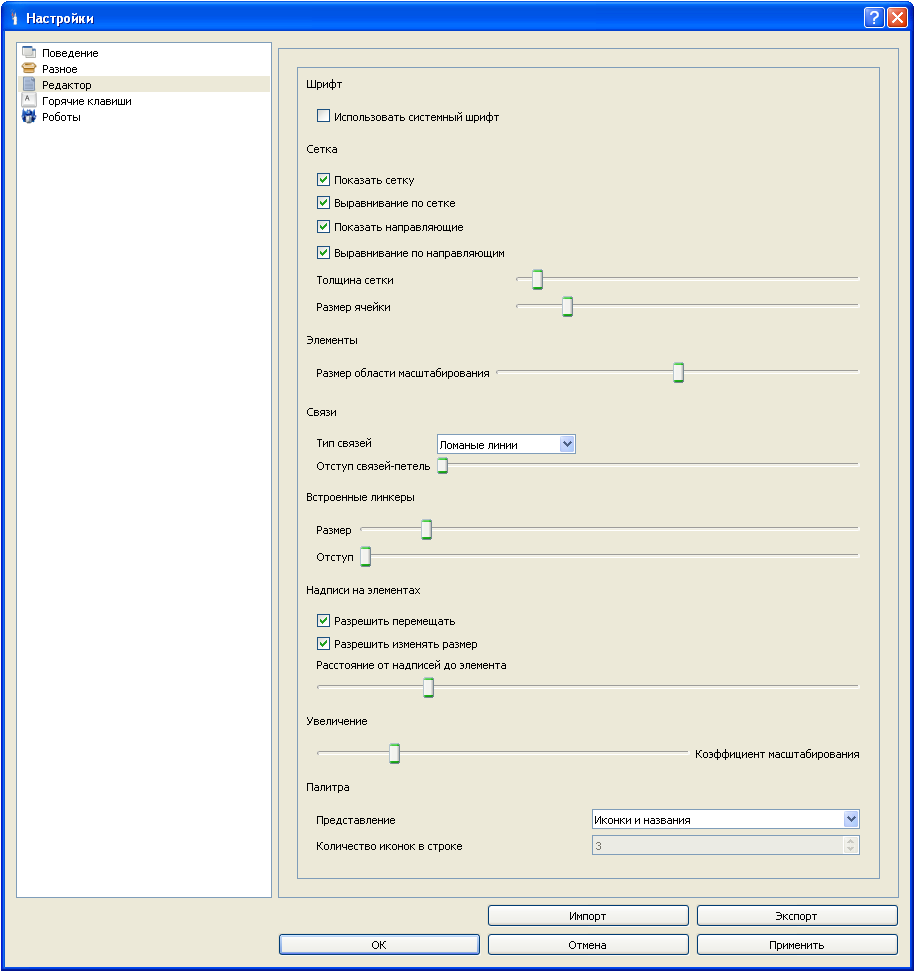 Настройки
Поведение
Разное
Редактор
Горячие клавиши
Роботы
Шрифт
Использовать системный шрифт
Сетка
Показать сетку
Выравнивание по сетке
Показать направляющие
Выравнивание по направляющим
Толщина сетки
Размер ячейки
Элементы
Размер области масштабирования
Связи
Тип связей Ломаные линии
Отступ связей-петель
Встроенные линкеры
Размер
Отступ
Надписи на элементах
Разрешить перемещать
Разрешить изменять размер
Расстояние от надписей до элемента
Увеличение
Коэффициент масштабирования
Палитра
Представление Иконки и названия
Количество иконок в строке 3
Импорт Экспорт
ОК Отмена Применить